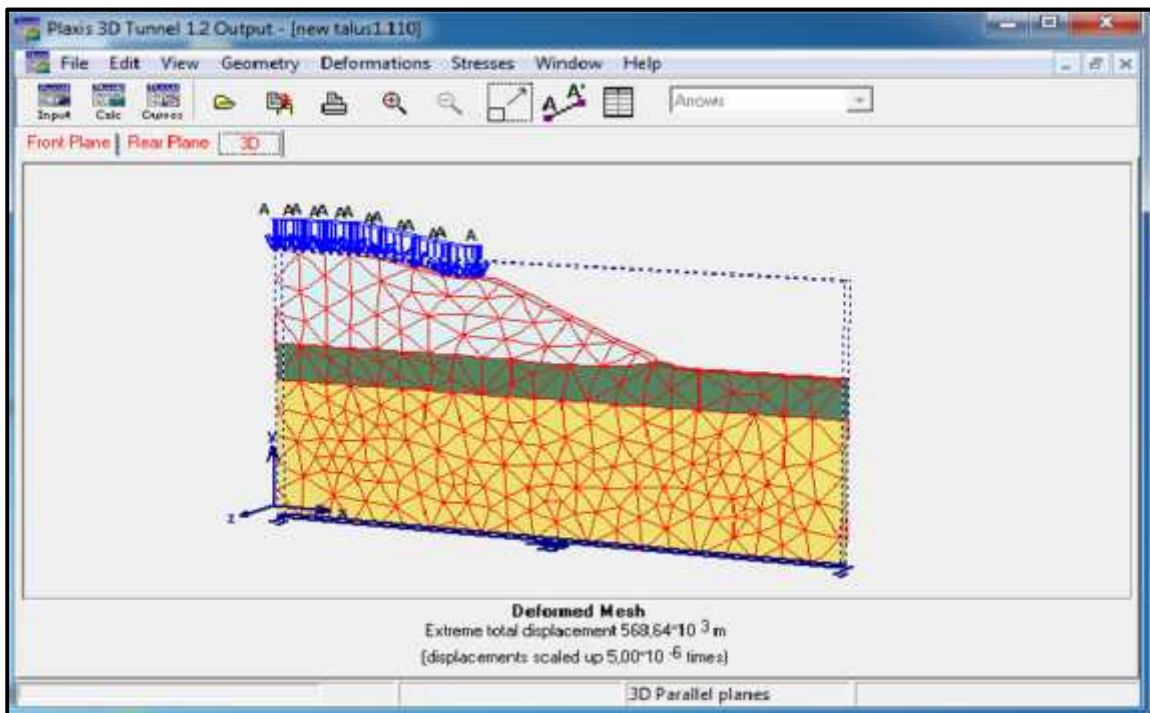 Plaxis 3D Tunnel 1.2 Output - [new talus1.110]
File Edit View Geometry Deformations Stresses Window Help
Input Calc Curves A A* Arrows
Front Plane Rear Plane 3D
A AA AA AA AA AA AA A
Y
z x
Deformed Mesh
Extreme total displacement 568,64*10 3 m
(displacements scaled up 5,00*10 -6 times)
3D Parallel planes